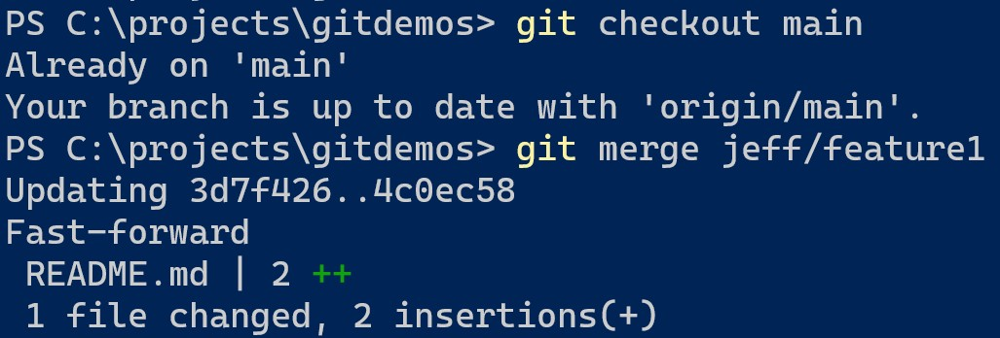 PS C:\projects\gitdemos> git checkout main
Already on 'main'
Your branch is up to date with 'origin/main'.
PS C:\projects\gitdemos> git merge jeff/feature1
Updating 3d7f426..4c0ec58
Fast-forward
 README.md | 2 ++
 1 file changed, 2 insertions(+)